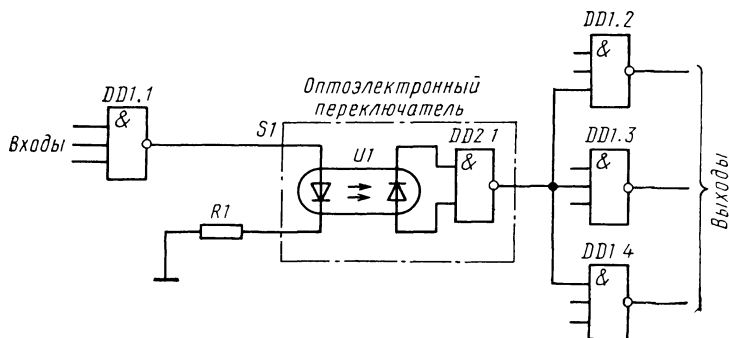 DD1.2
&
Оптоэлектронный
переключатель
DD1.1
&
Входы
S1
U1
DD2 1
&
DD1.3
&
Выходы
R1
DD1 4
&